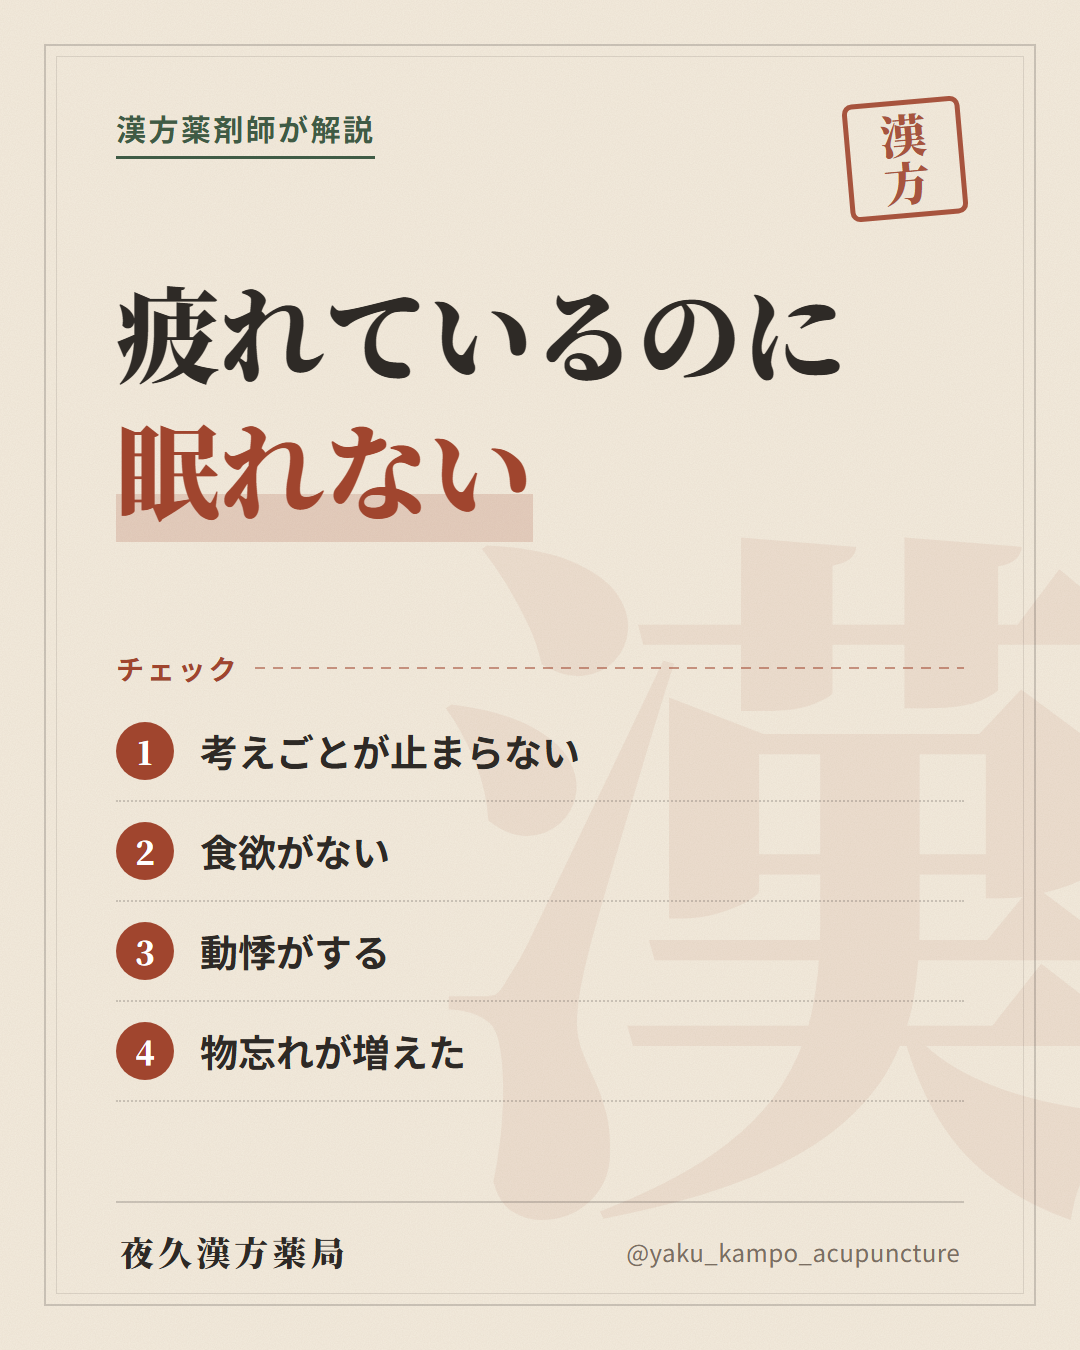 漢方薬剤師が解説
漢
方
疲れているのに
眠れない
チェック
1 考えごとが止まらない
2 食欲がない
3 動悸がする
4 物忘れが増えた
漢
夜久漢方薬局
@yaku_kampo_acupuncture